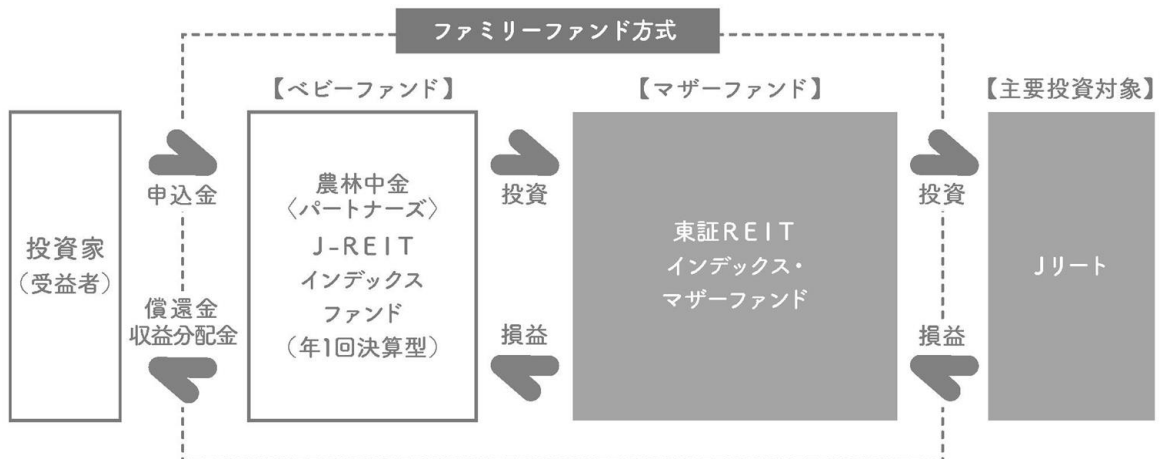 ファミリーファンド方式
【ベビーファンド】
【マザーファンド】
【主要投資対象】
投資家
（受益者）
申込金
償還金
収益分配金
農林中金
〈パートナーズ〉
J-REIT
インデックス
ファンド
（年1回決算型）
投資
損益
東証REIT
インデックス・
マザーファンド
投資
損益
Jリート